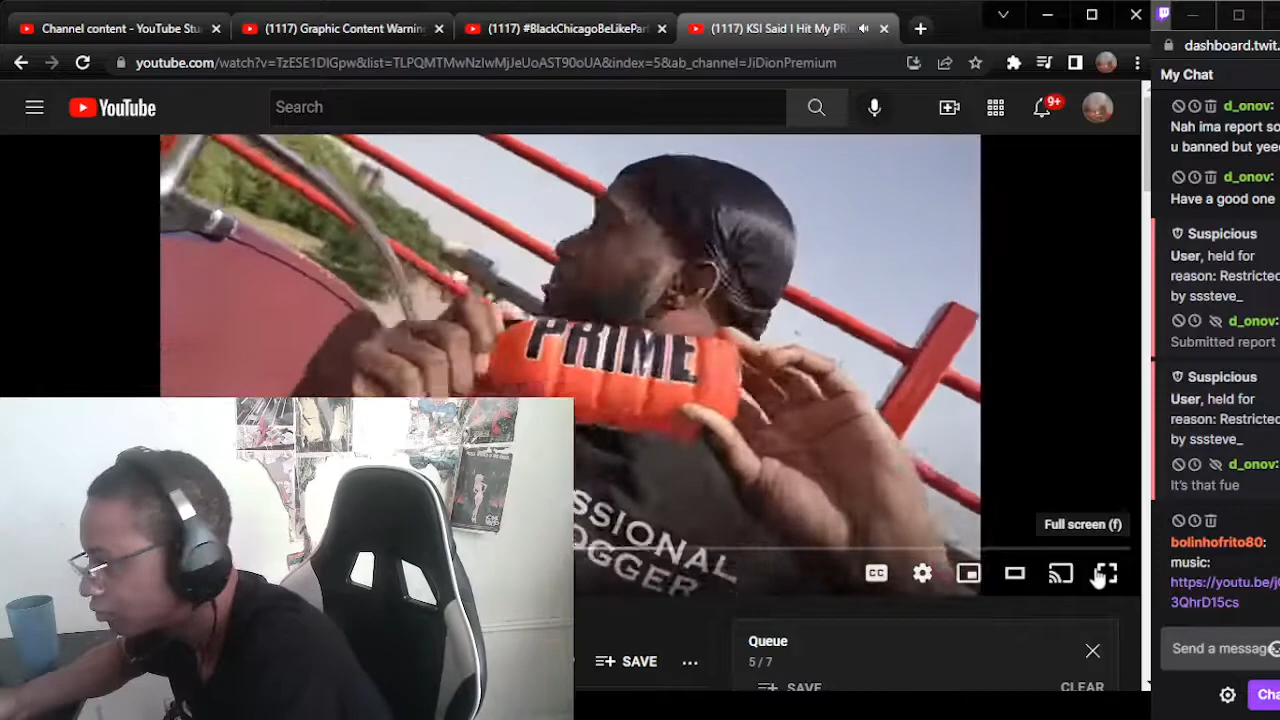 Channel content - YouTube Stu
(1117) Graphic Content Warnin
(1117) #BlackChicagoBeLikePar
(1117) KSI Said I Hit My PR
youtube.com/watch?v=TzESE1DIGpw&list=TLPQMTMwNzIwMjJeUoAST90oUA&index=5&ab_channel=JiDionPremium
dashboard.twit
YouTube
Search
9+
My Chat
d_onov:
Nah ima report so
u banned but yee
d_onov:
Have a good one
Suspicious
User, held for
reason: Restricted
by sssteve_
d_onov:
Submitted report
Suspicious
User, held for
reason: Restricted
by sssteve_
d_onov:
It's that fue
bolinhofrito80:
music:
https://youtu.be/j
3QhrD15cs
Send a message
Cha
PRIME
SSIONAL
OGGER
Full screen (f)
CC
SAVE
Queue
5 / 7
SAVE
CLEAR